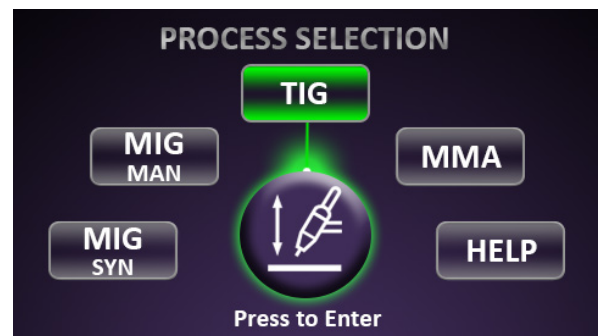 PROCESS SELECTION
TIG
MIG
MAN
MMA
MIG
SYN
HELP
Press to Enter